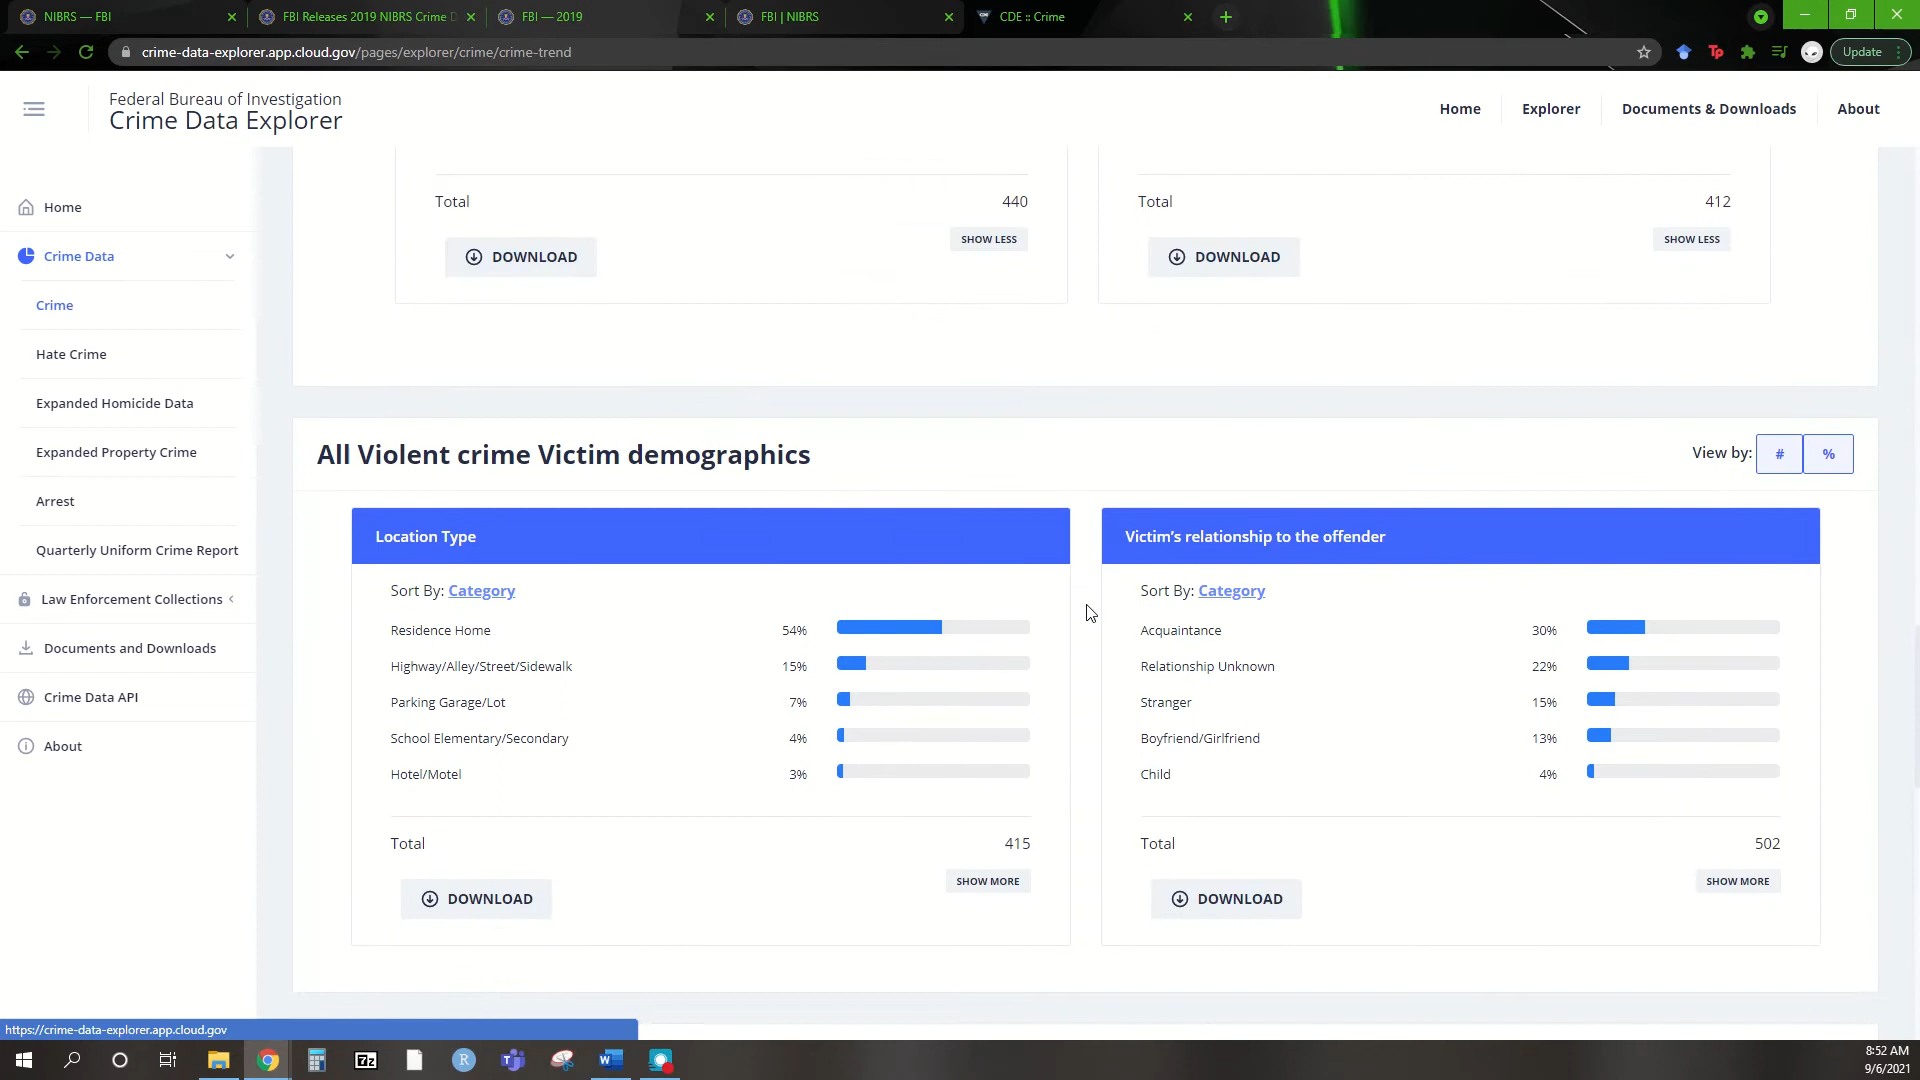 NIBRS — FBI
FBI Releases 2019 NIBRS Crime D
FBI — 2019
FBI | NIBRS
CDE :: Crime
crime-data-explorer.app.cloud.gov/pages/explorer/crime/crime-trend
Tp
Update
Federal Bureau of Investigation
Crime Data Explorer
Home
Explorer
Documents & Downloads
About
Home
Crime Data
Crime
Hate Crime
Expanded Homicide Data
Expanded Property Crime
Arrest
Quarterly Uniform Crime Report
Law Enforcement Collections
Documents and Downloads
Crime Data API
About
Total 440
SHOW LESS
DOWNLOAD
Total 412
SHOW LESS
DOWNLOAD
All Violent crime Victim demographics
View by: # %
Location Type
Sort By: Category
Residence Home 54%
Highway/Alley/Street/Sidewalk 15%
Parking Garage/Lot 7%
School Elementary/Secondary 4%
Hotel/Motel 3%
Total 415
SHOW MORE
DOWNLOAD
Victim's relationship to the offender
Sort By: Category
Acquaintance 30%
Relationship Unknown 22%
Stranger 15%
Boyfriend/Girlfriend 13%
Child 4%
Total 502
SHOW MORE
DOWNLOAD
https://crime-data-explorer.app.cloud.gov
7z
R
T
W
8:52 AM
9/6/2021